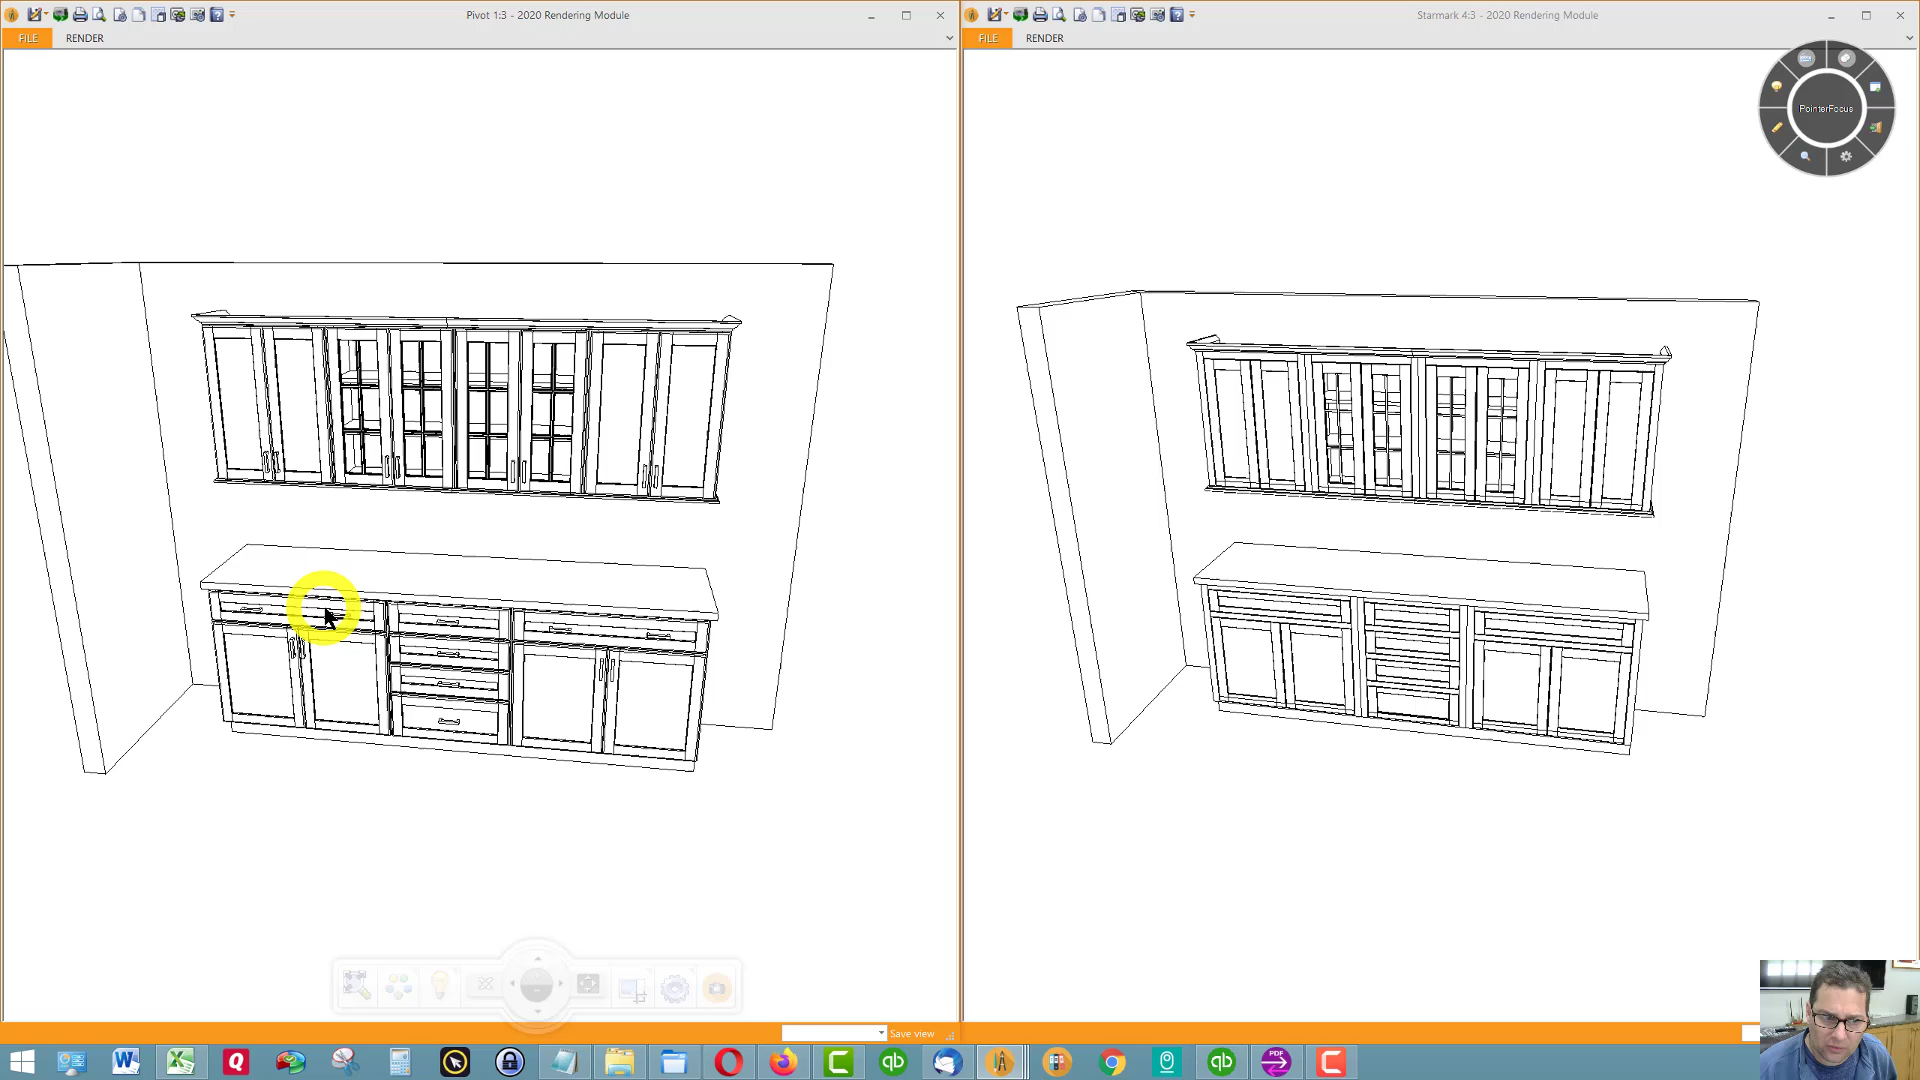 Pivot 1:3 - 2020 Rendering Module
FILE RENDER
Starmark 4:3 - 2020 Rendering Module
FILE RENDER
PointerFocus
Save view
PDF